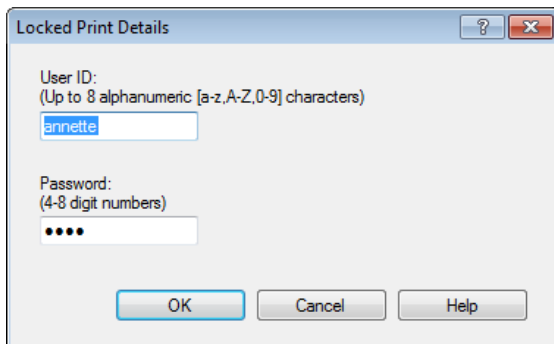 Locked Print Details
User ID:
(Up to 8 alphanumeric [a-z,A-Z,0-9] characters)
annette
Password:
(4-8 digit numbers)
●●●●
OK Cancel Help